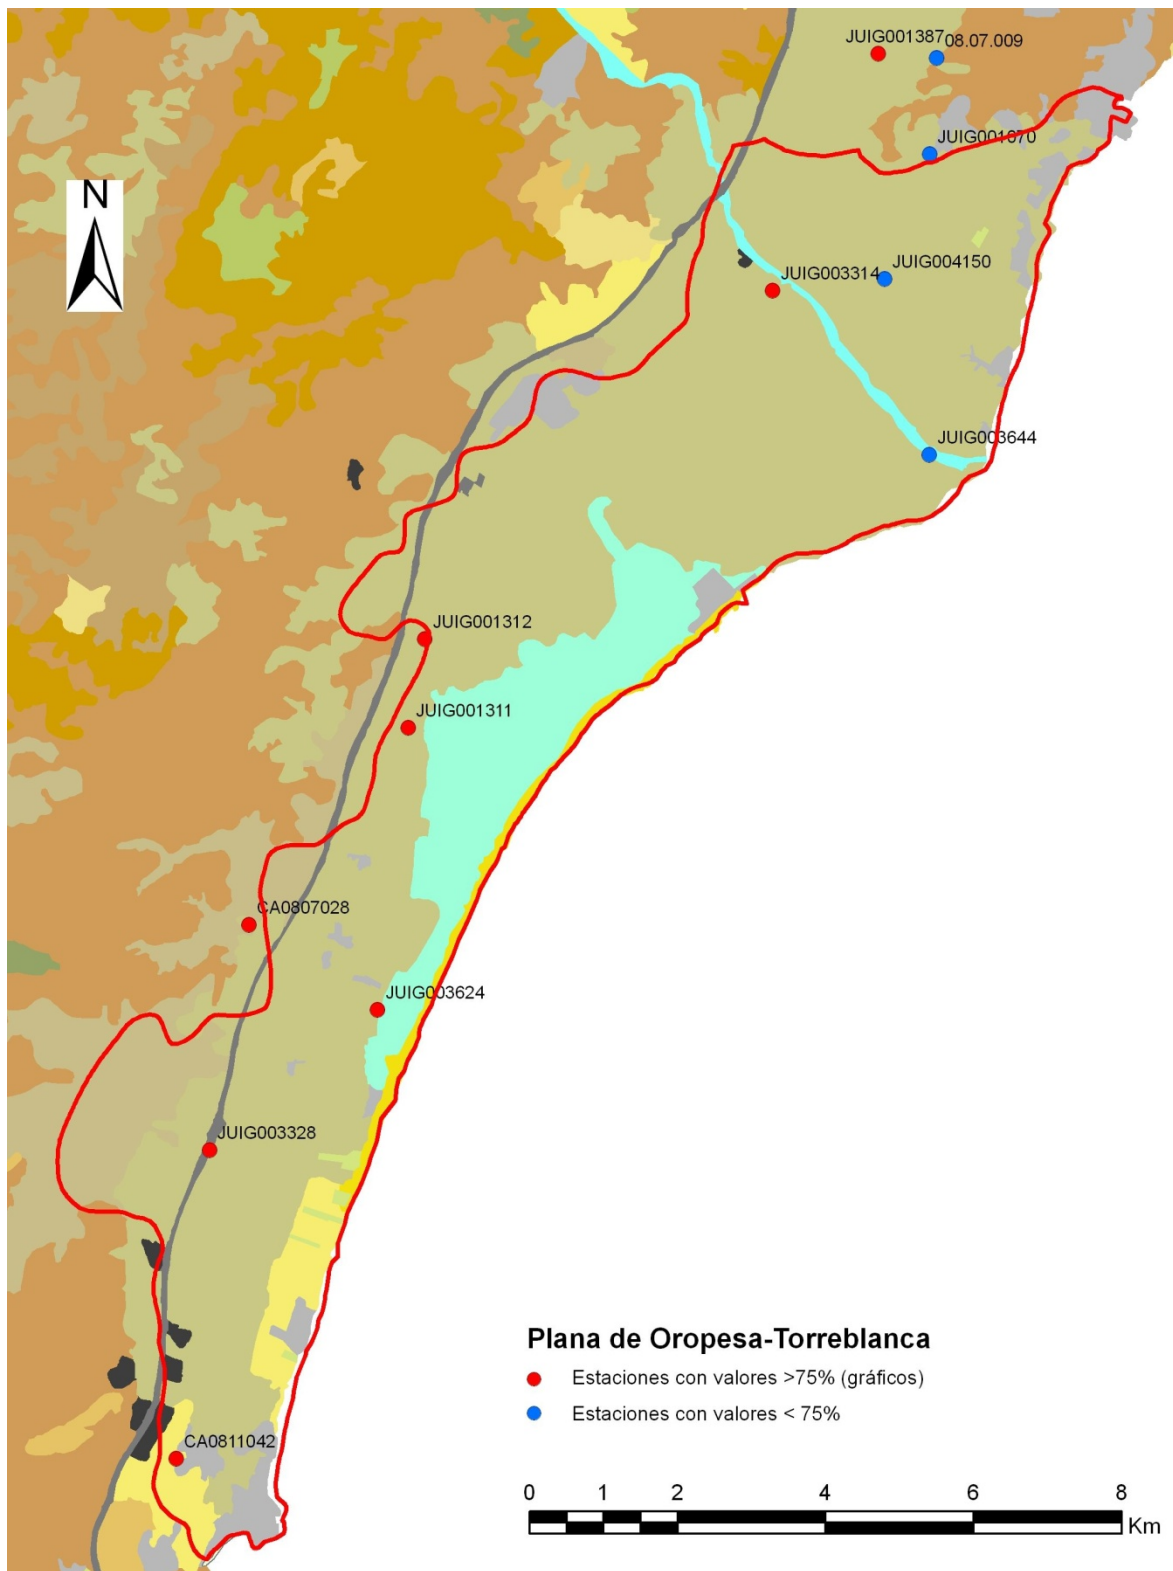 JUIG001387
08.07.009
JUIG001070
N
JUIG004150
JUIG003314
JUIG003644
JUIG001312
JUIG001311
CA0807028
JUIG003624
JUIG003328
Plana de Oropesa-Torreblanca
Estaciones con valores >75% (gráficos)
Estaciones con valores < 75%
CA0811042
0 1 2 4 6 8
Km